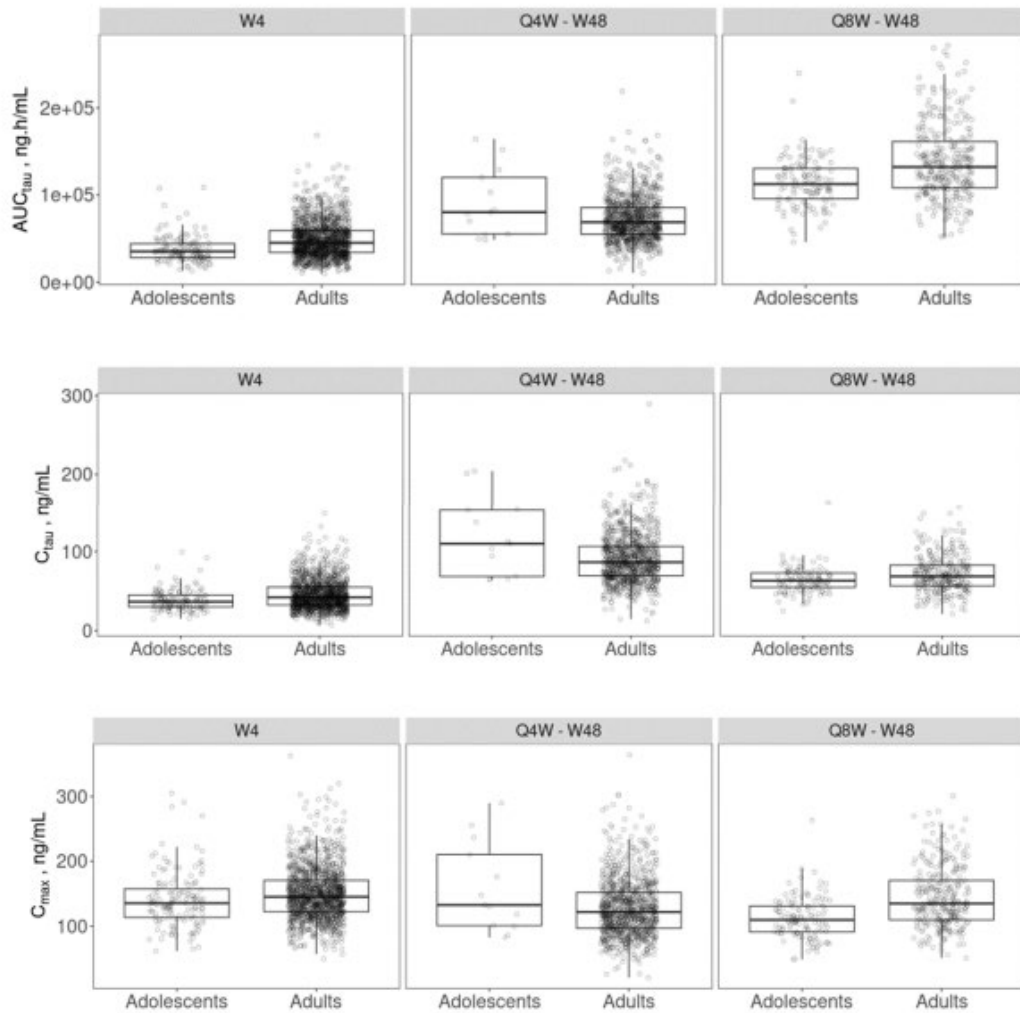 W4 Q4W - W48 Q8W - W48
AUCtau , ng.h/mL
2e+05
1e+05
0e+00
Adolescents Adults Adolescents Adults Adolescents Adults
W4 Q4W - W48 Q8W - W48
Ctau , ng/mL
300
200
100
0
Adolescents Adults Adolescents Adults Adolescents Adults
W4 Q4W - W48 Q8W - W48
Cmax , ng/mL
300
200
100
Adolescents Adults Adolescents Adults Adolescents Adults